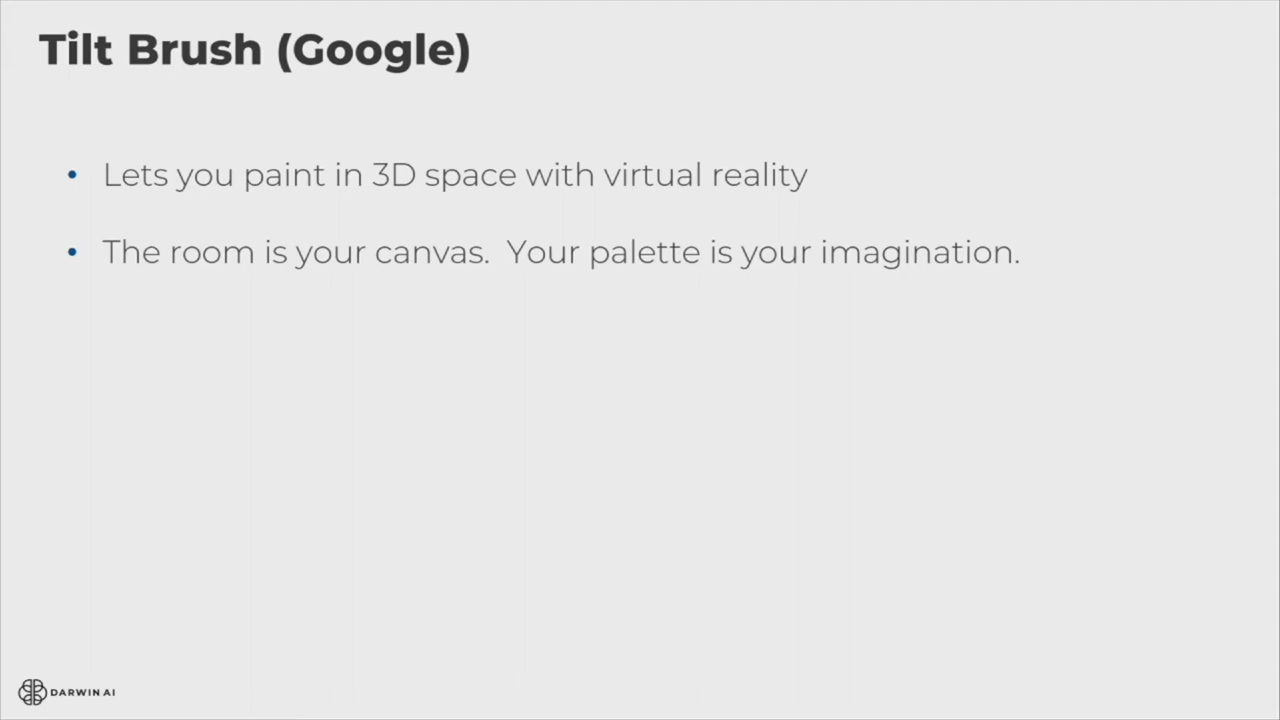 Tilt Brush (Google)
• Lets you paint in 3D space with virtual reality
• The room is your canvas.  Your palette is your imagination.
DARWIN AI